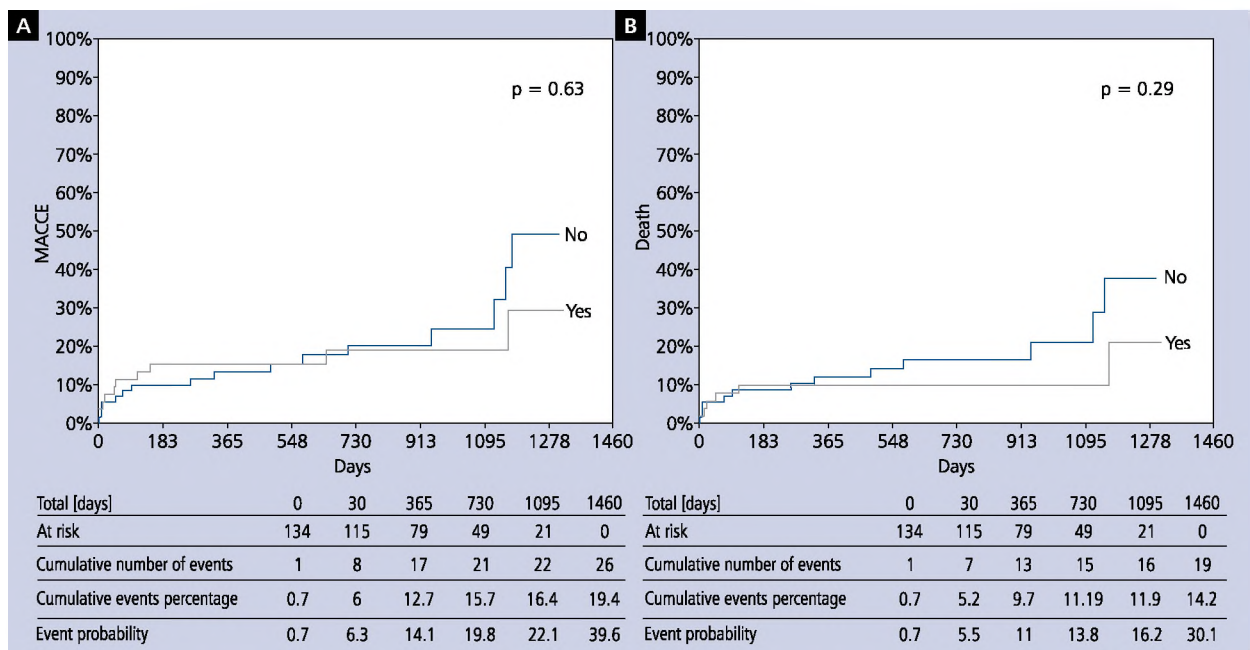 A
100%
90%
80%
70%
60%
50%
40%
30%
20%
10%
0%
MACCE
p = 0.63
No
Yes
0 183 365 548 730 913 1095 1278 1460
Days
Total [days] 0 30 365 730 1095 1460
At risk 134 115 79 49 21 0
Cumulative number of events 1 8 17 21 22 26
Cumulative events percentage 0.7 6 12.7 15.7 16.4 19.4
Event probability 0.7 6.3 14.1 19.8 22.1 39.6
B
100%
90%
80%
70%
60%
50%
40%
30%
20%
10%
0%
Death
p = 0.29
No
Yes
0 183 365 548 730 913 1095 1278 1460
Days
Total [days] 0 30 365 730 1095 1460
At risk 134 115 79 49 21 0
Cumulative number of events 1 7 13 15 16 19
Cumulative events percentage 0.7 5.2 9.7 11.19 11.9 14.2
Event probability 0.7 5.5 11 13.8 16.2 30.1